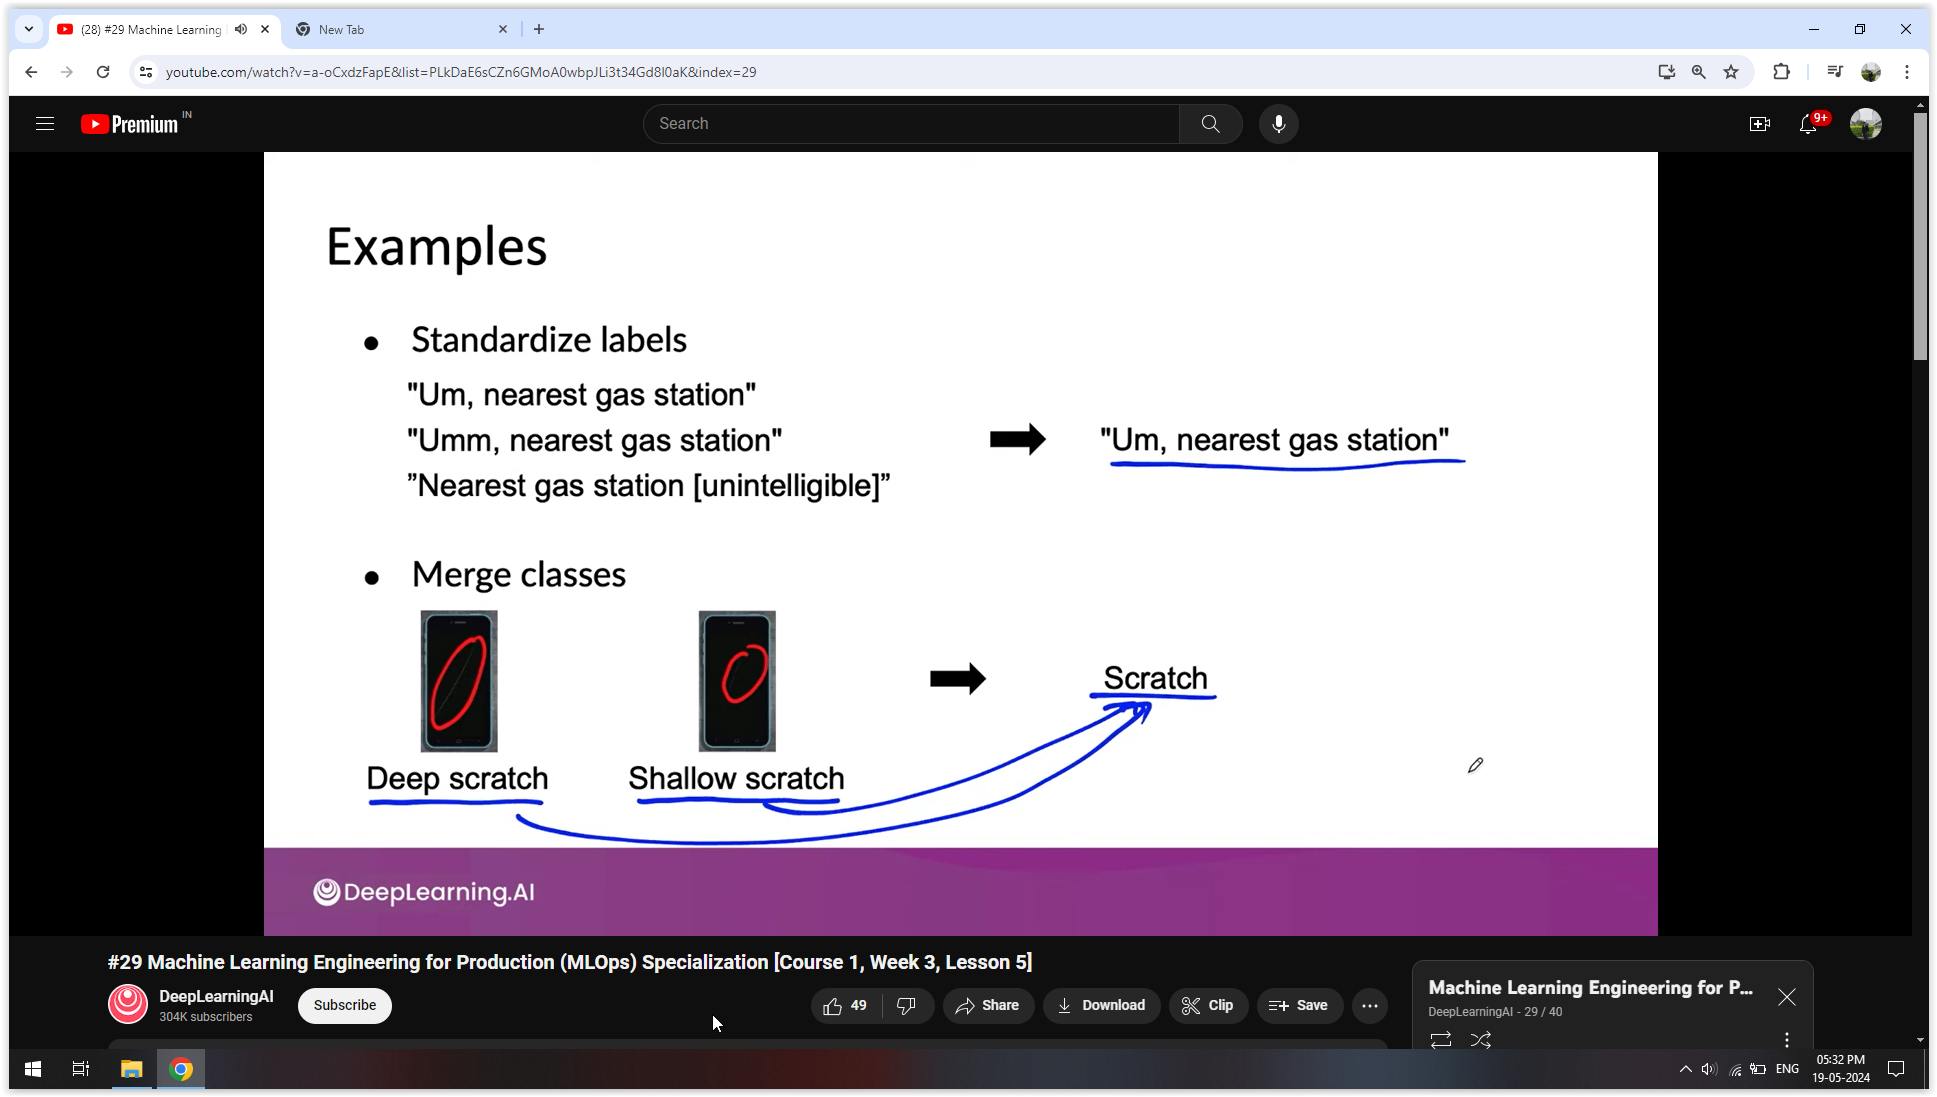 (28) #29 Machine Learning
New Tab
youtube.com/watch?v=a-oCxdzFapE&list=PLkDaE6sCZn6GMoA0wbpJLi3t34Gd8l0aK&index=29
Premium IN
Search
9+
Examples
• Standardize labels
"Um, nearest gas station"
"Umm, nearest gas station"
"Um, nearest gas station"
”Nearest gas station [unintelligible]”
• Merge classes
Scratch
Deep scratch
Shallow scratch
DeepLearning.AI
#29 Machine Learning Engineering for Production (MLOps) Specialization [Course 1, Week 3, Lesson 5]
DeepLearningAI
304K subscribers
Subscribe
49
Share
Download
Clip
Save
Machine Learning Engineering for P...
DeepLearningAI - 29 / 40
ENG
05:32 PM
19-05-2024